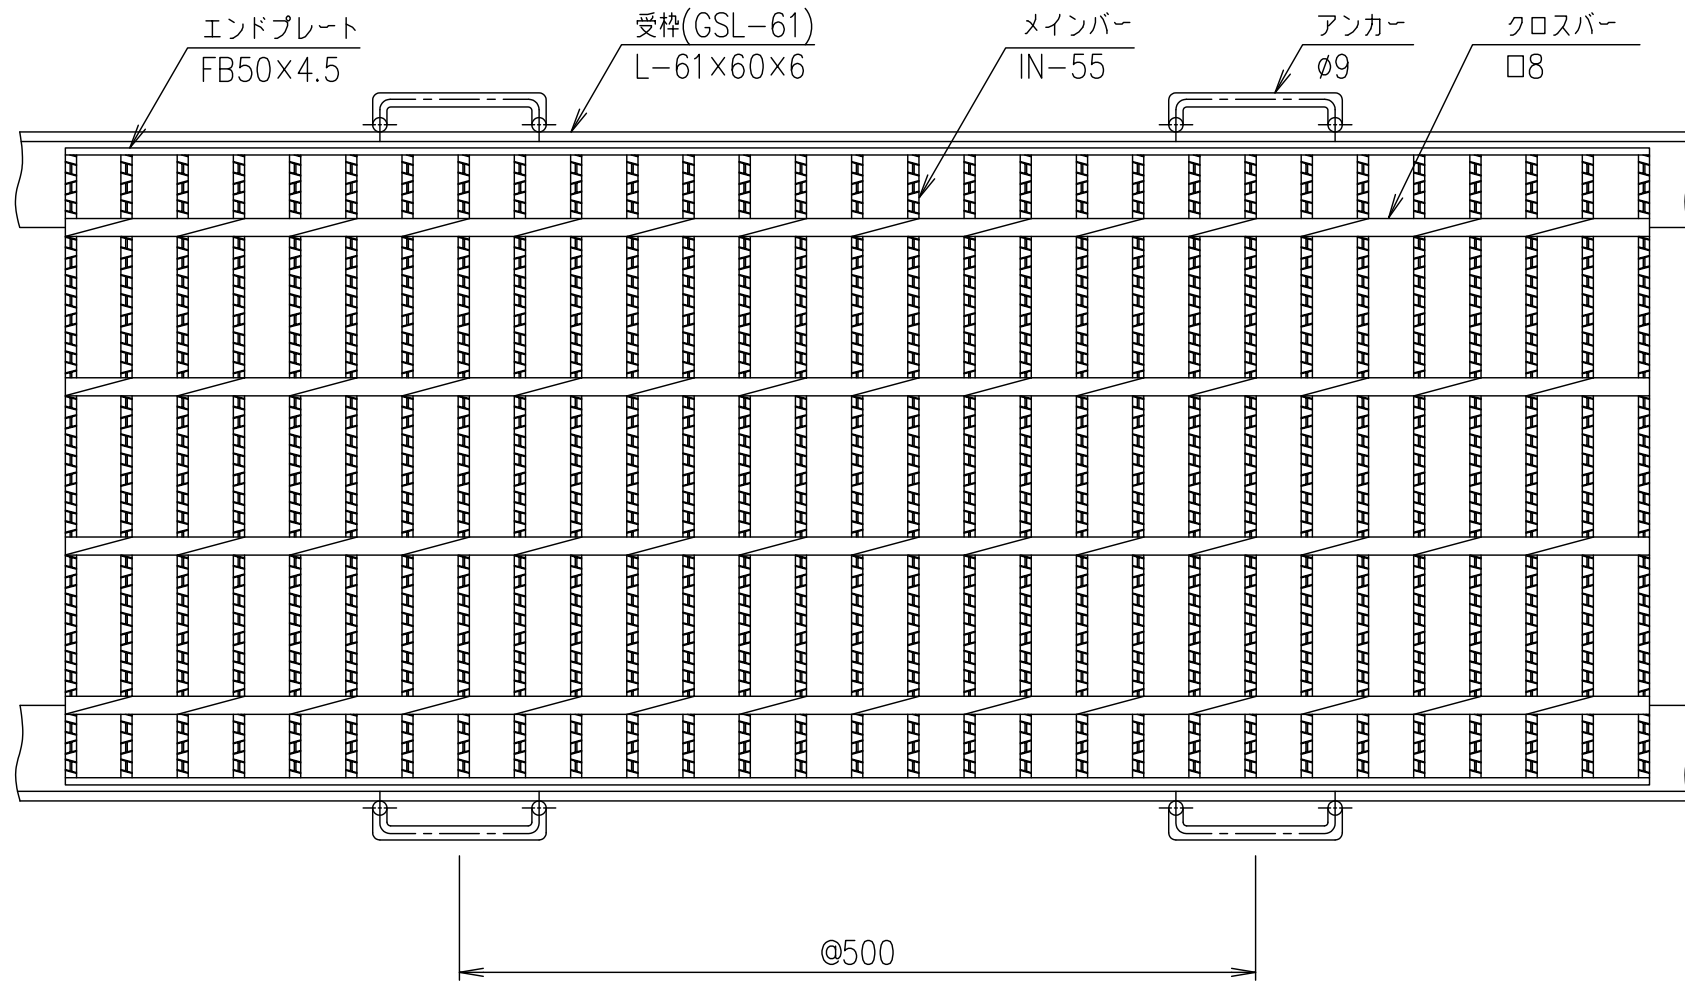 エンドプレート
FB50×4.5
受枠(GSL-61)
L-61×60×6
メインバー
IN-55
アンカー
φ9
クロスバー
□8
@500